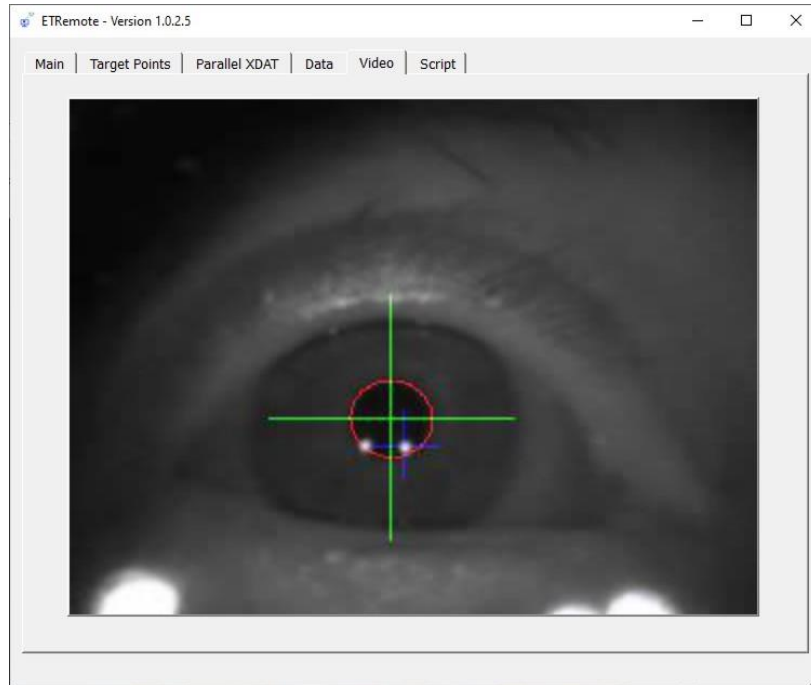 ETRemote - Version 1.0.2.5
Main Target Points Parallel XDAT Data Video Script